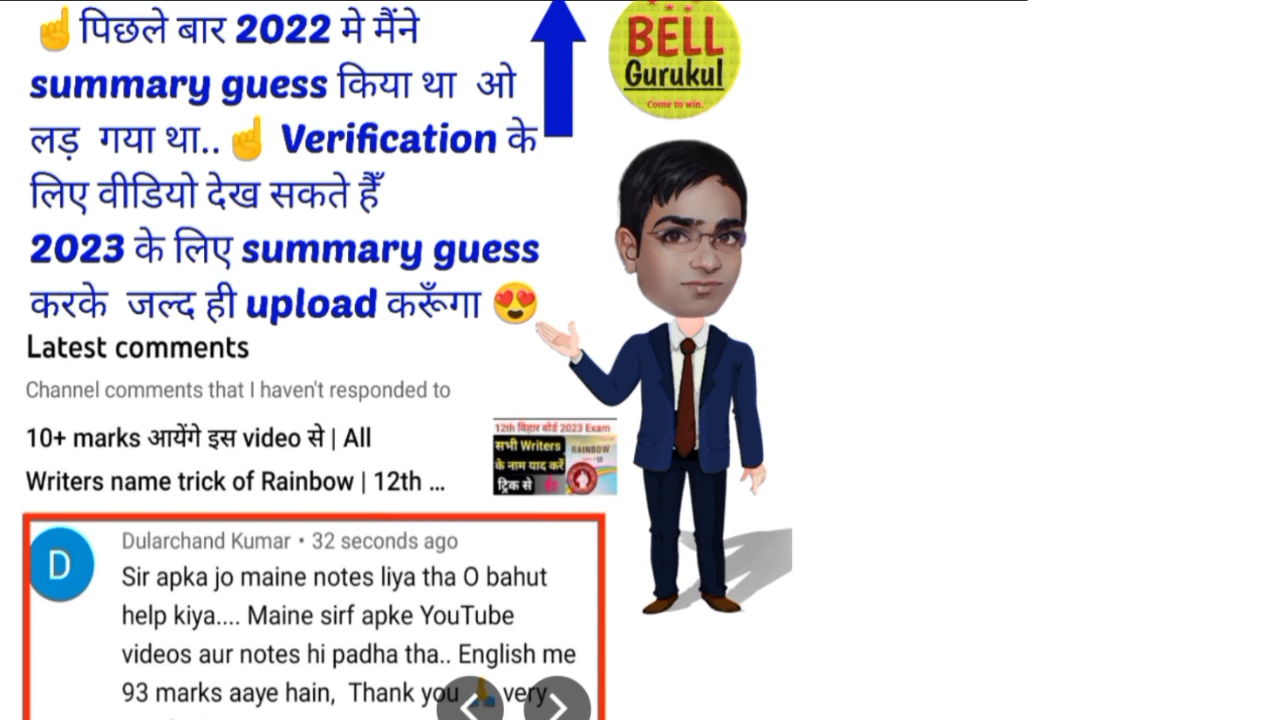 ☝पिछले बार 2022 मे मैंने
summary guess किया था ओ
लड़ गया था..☝ Verification के
लिए वीडियो देख सकते हैँ
2023 के लिए summary guess
करके जल्द ही upload करूँगा 😍
BELL
Gurukul
Come to win.
Latest comments
Channel comments that I haven't responded to
10+ marks आयेंगे इस video से | All
Writers name trick of Rainbow | 12th ...
12th बिहार बोर्ड 2023 Exam
सभी Writers
के नाम याद करें
ट्रिक से
RAINBOW
D
Dularchand Kumar • 32 seconds ago
Sir apka jo maine notes liya tha O bahut
help kiya.... Maine sirf apke YouTube
videos aur notes hi padha tha.. English me
93 marks aaye hain, Thank you 🙏 very